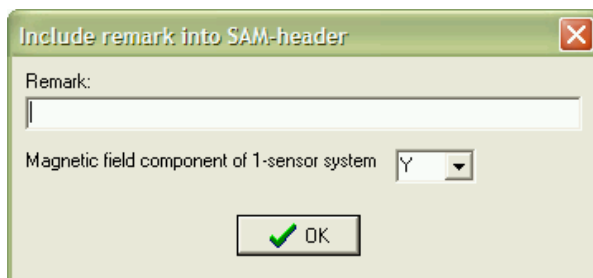 Include remark into SAM-header
Remark:
Magnetic field component of 1-sensor system Y
OK